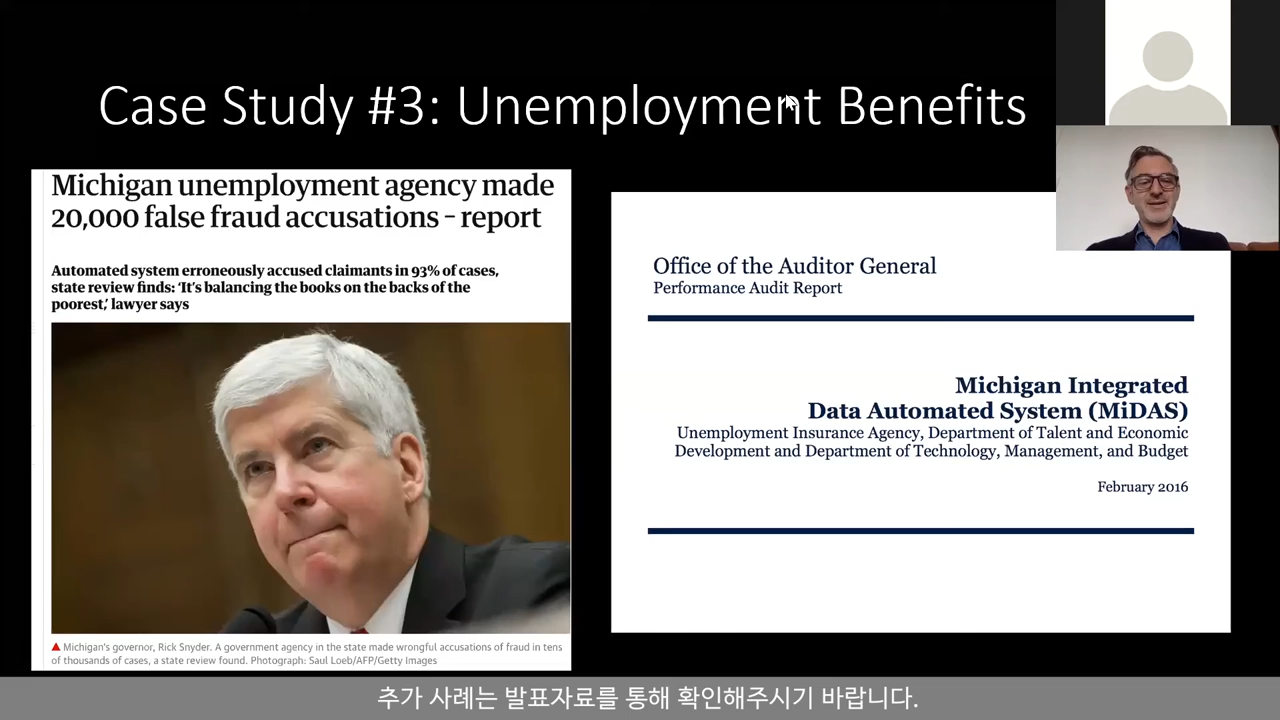 Case Study #3: Unemployment Benefits
Michigan unemployment agency made
20,000 false fraud accusations – report
Automated system erroneously accused claimants in 93% of cases,
state review finds: ‘It’s balancing the books on the backs of the
poorest,’ lawyer says
▲ Michigan's governor, Rick Snyder. A government agency in the state made wrongful accusations of fraud in tens
of thousands of cases, a state review found. Photograph: Saul Loeb/AFP/Getty Images
Office of the Auditor General
Performance Audit Report
Michigan Integrated
Data Automated System (MiDAS)
Unemployment Insurance Agency, Department of Talent and Economic
Development and Department of Technology, Management, and Budget
February 2016
추가 사례는 발표자료를 통해 확인해주시기 바랍니다.